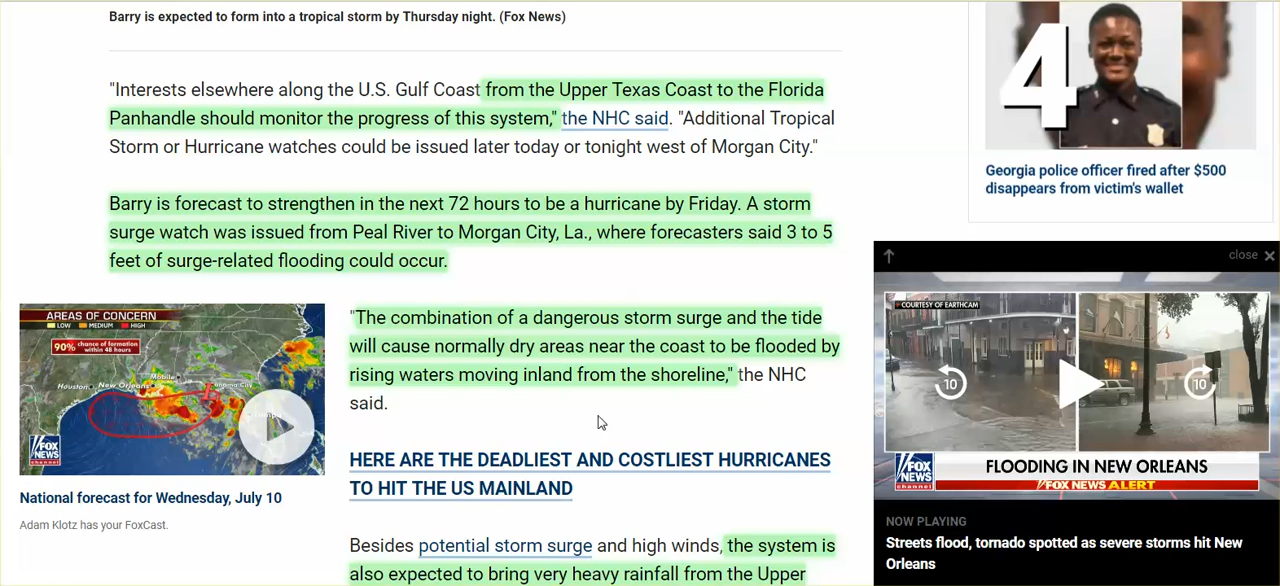 Barry is expected to form into a tropical storm by Thursday night. (Fox News)
"Interests elsewhere along the U.S. Gulf Coast from the Upper Texas Coast to the Florida
Panhandle should monitor the progress of this system," the NHC said. "Additional Tropical
Storm or Hurricane watches could be issued later today or tonight west of Morgan City."
Barry is forecast to strengthen in the next 72 hours to be a hurricane by Friday. A storm
surge watch was issued from Peal River to Morgan City, La., where forecasters said 3 to 5
feet of surge-related flooding could occur.
AREAS OF CONCERN
LOW MEDIUM HIGH
90% chance of formation
within 48 hours
Mobile
Houston New Orleans Panama City
FOX
NEWS
channel
National forecast for Wednesday, July 10
Adam Klotz has your FoxCast.
"The combination of a dangerous storm surge and the tide
will cause normally dry areas near the coast to be flooded by
rising waters moving inland from the shoreline," the NHC
said.
HERE ARE THE DEADLIEST AND COSTLIEST HURRICANES
TO HIT THE US MAINLAND
Besides potential storm surge and high winds, the system is
also expected to bring very heavy rainfall from the Upper
4
Georgia police officer fired after $500
disappears from victim's wallet
close
COURTESY OF EARTHCAM
10
10
FOX
NEWS
channel
FLOODING IN NEW ORLEANS
FOX NEWS ALERT
NOW PLAYING
Streets flood, tornado spotted as severe storms hit New
Orleans